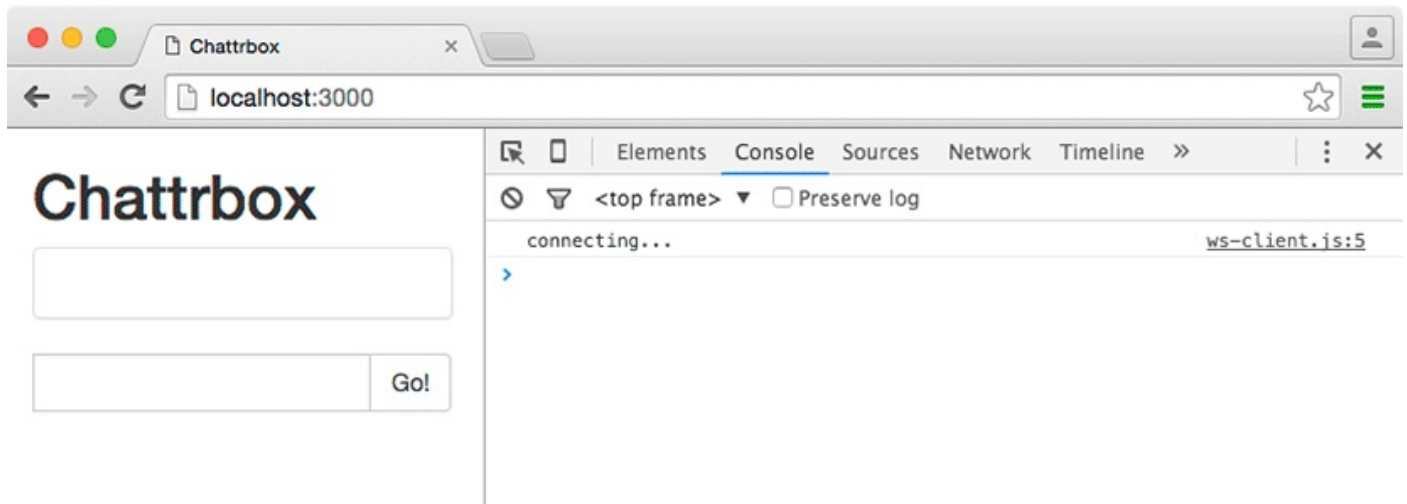 Chattrbox
localhost:3000
Elements Console Sources Network Timeline »
<top frame> ▼ Preserve log
connecting... ws-client.js:5
>
Chattrbox
Go!